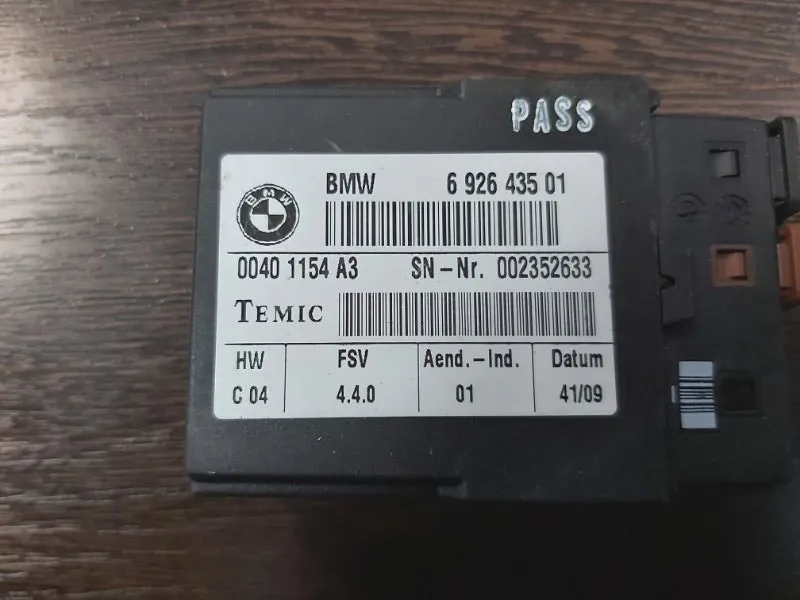 PASS
BMW 6 926 435 01
BMW
0040 1154 A3 SN-Nr. 002352633
TEMIC
HW FSV Aend.-Ind. Datum
C 04 4.4.0 01 41/09